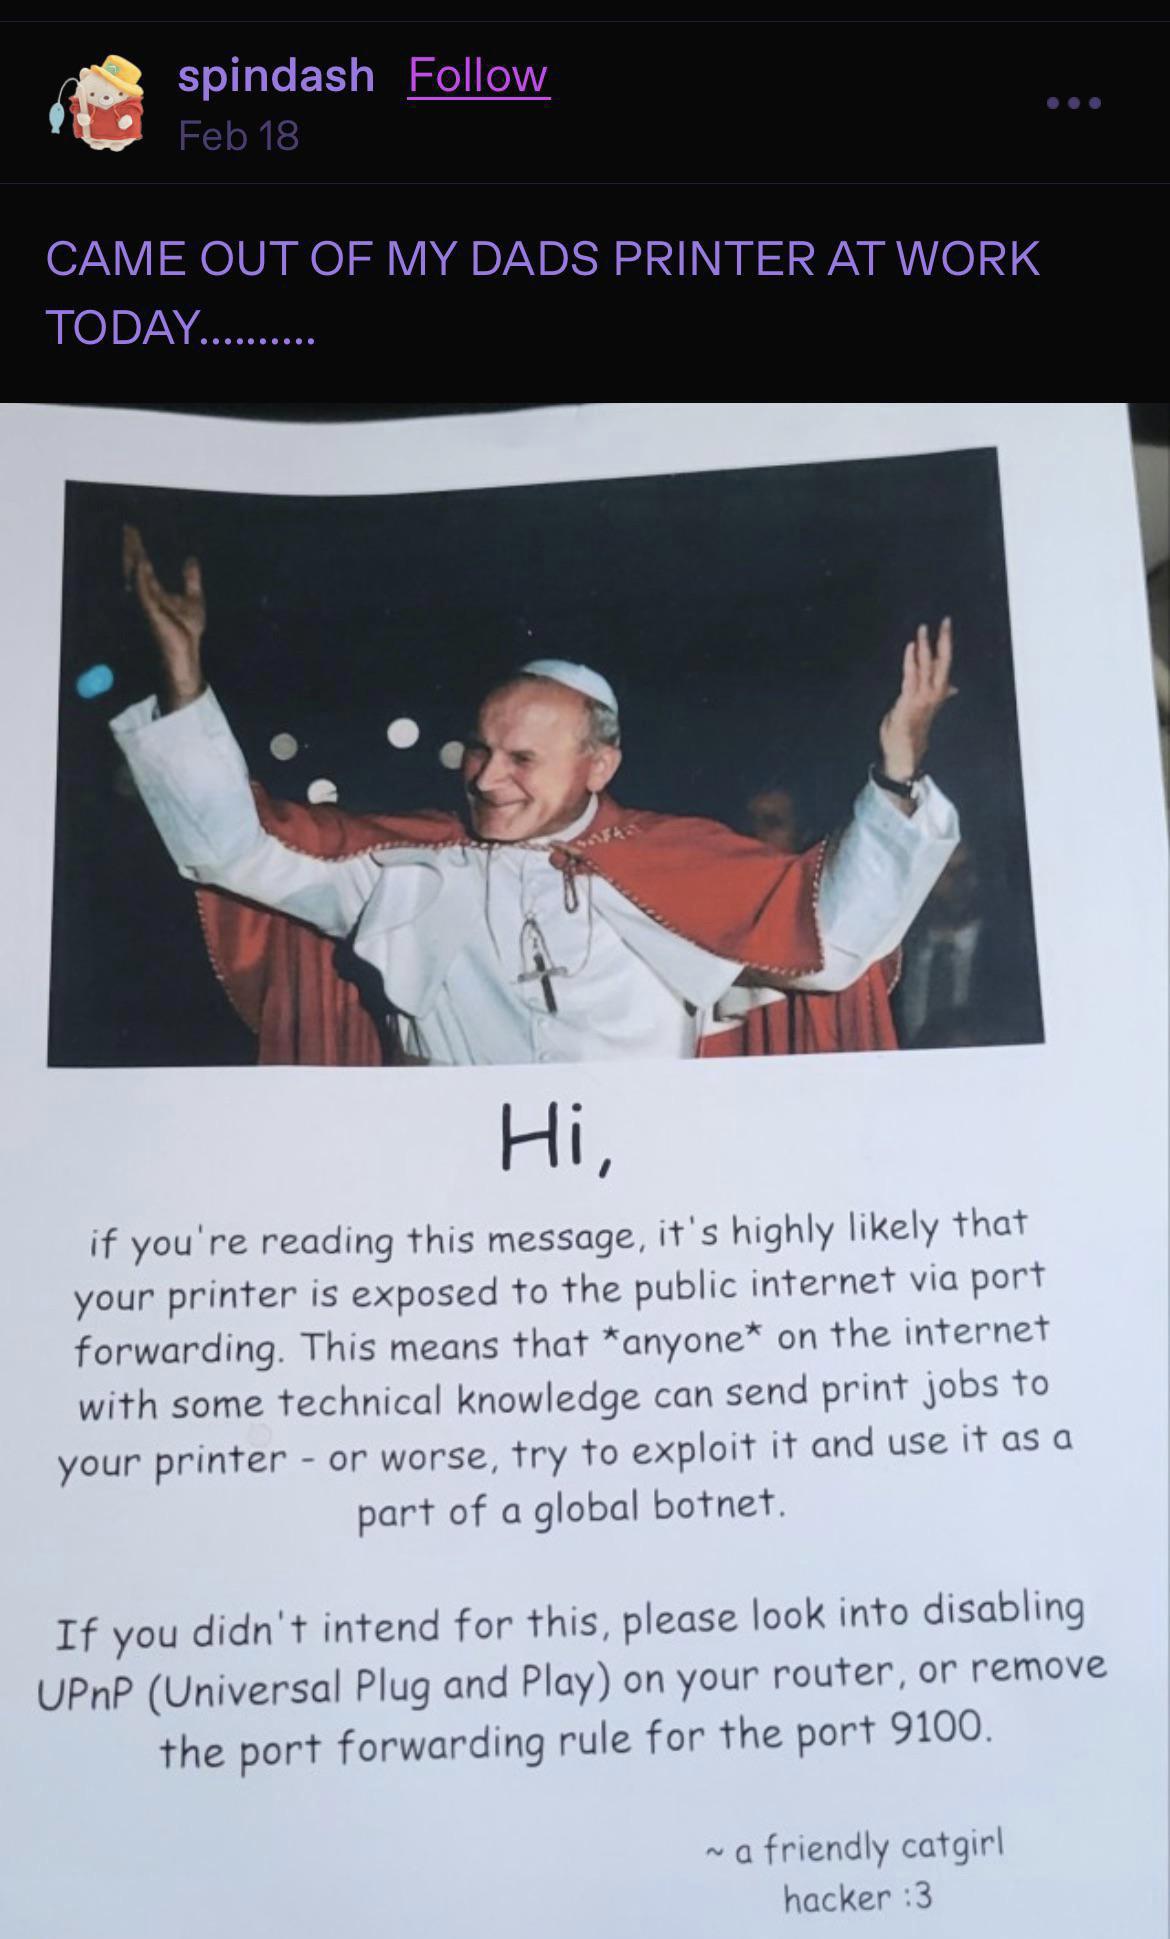 spindash Follow
Feb 18
CAME OUT OF MY DADS PRINTER AT WORK
TODAY..........
Hi,
if you're reading this message, it's highly likely that
your printer is exposed to the public internet via port
forwarding. This means that *anyone* on the internet
with some technical knowledge can send print jobs to
your printer - or worse, try to exploit it and use it as a
part of a global botnet.
If you didn't intend for this, please look into disabling
UPnP (Universal Plug and Play) on your router, or remove
the port forwarding rule for the port 9100.
~ a friendly catgirl
hacker :3